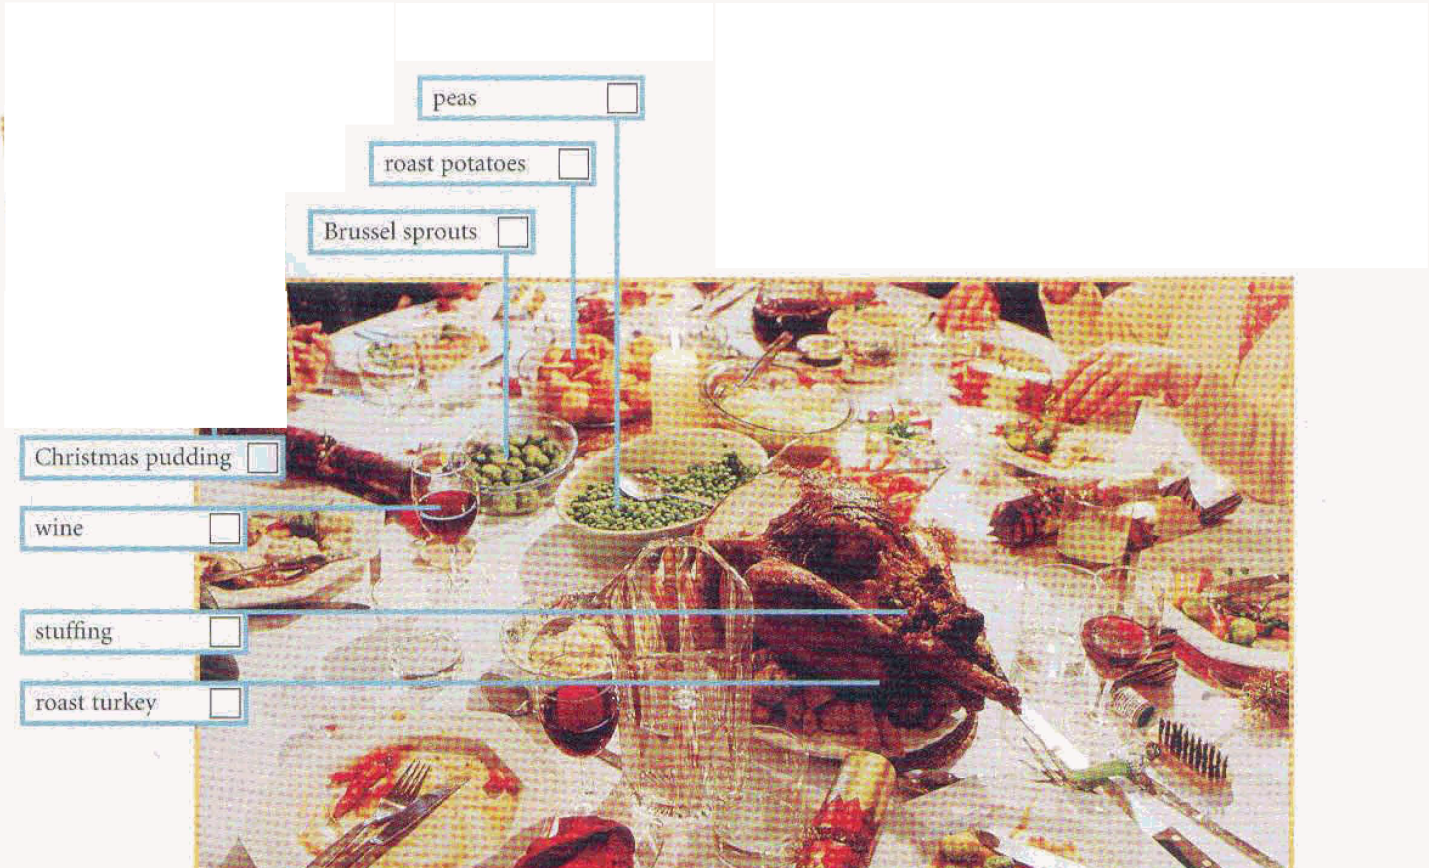 peas
roast potatoes
Brussel sprouts
Christmas pudding
wine
stuffing
roast turkey